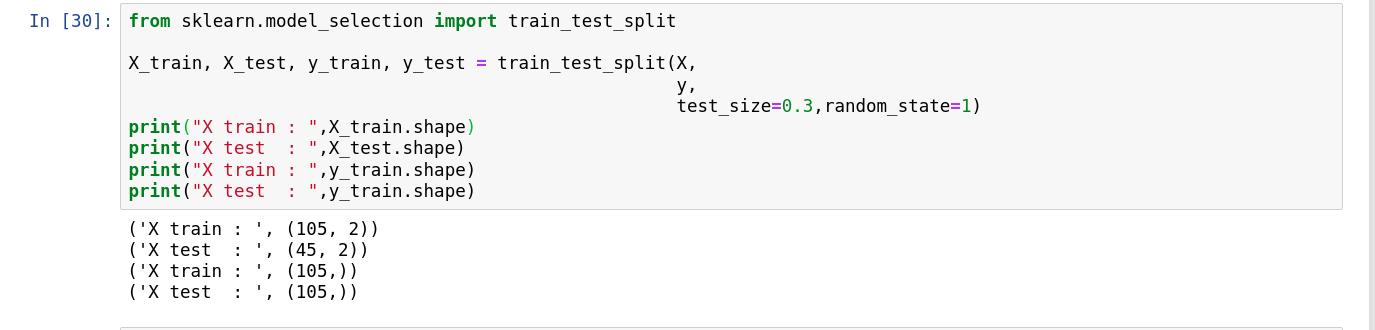 In [30]: from sklearn.model_selection import train_test_split

X_train, X_test, y_train, y_test = train_test_split(X,
                                                    y,
                                                    test_size=0.3,random_state=1)
print("X train : ",X_train.shape)
print("X test  : ",X_test.shape)
print("X train : ",y_train.shape)
print("X test  : ",y_train.shape)
('X train : ', (105, 2))
('X test  : ', (45, 2))
('X train : ', (105,))
('X test  : ', (105,))